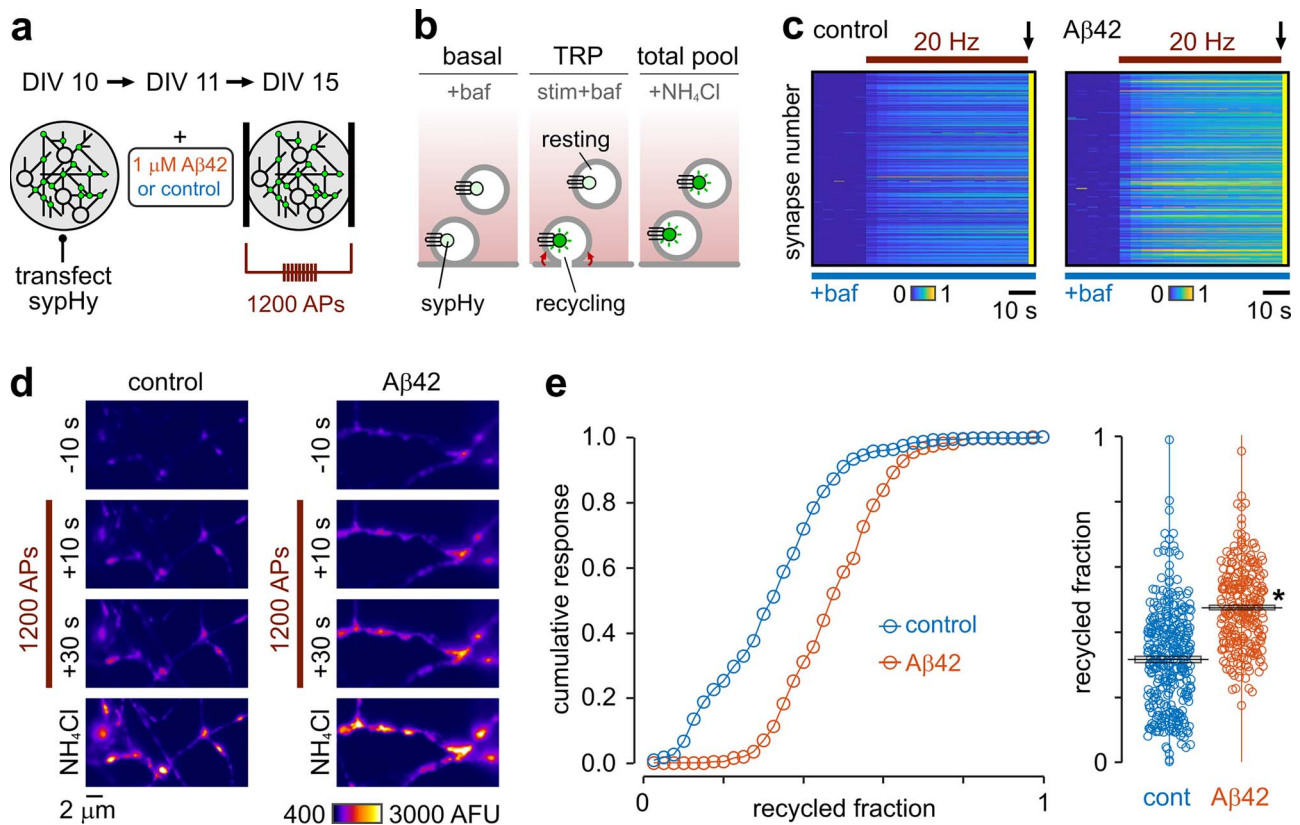 a
DIV 10 → DIV 11 → DIV 15
+
1 μM Aβ42
or control
transfect
sypHy
1200 APs
b
basal
TRP
total pool
+baf
stim+baf
+NH₄Cl
resting
sypHy
recycling
c
control
20 Hz
Aβ42
20 Hz
synapse number
+baf
0
1
10 s
+baf
0
1
10 s
d
control
Aβ42
-10 s
-10 s
1200 APs
+10 s
+30 s
1200 APs
+10 s
+30 s
NH₄Cl
NH₄Cl
2 μm
400
3000 AFU
e
cumulative response
1.0
0.8
0.6
0.4
0.2
0.0
0
1
recycled fraction
control
Aβ42
recycled fraction
1
1
*
cont
Aβ42